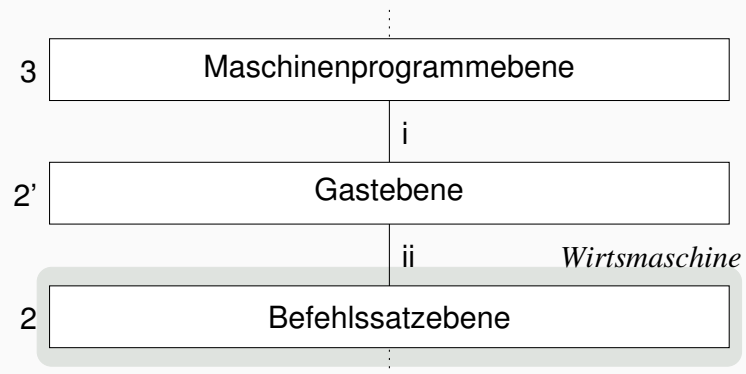 3 Maschinenprogrammebene
i
2’ Gastebene
ii Wirtsmaschine
2 Befehlssatzebene